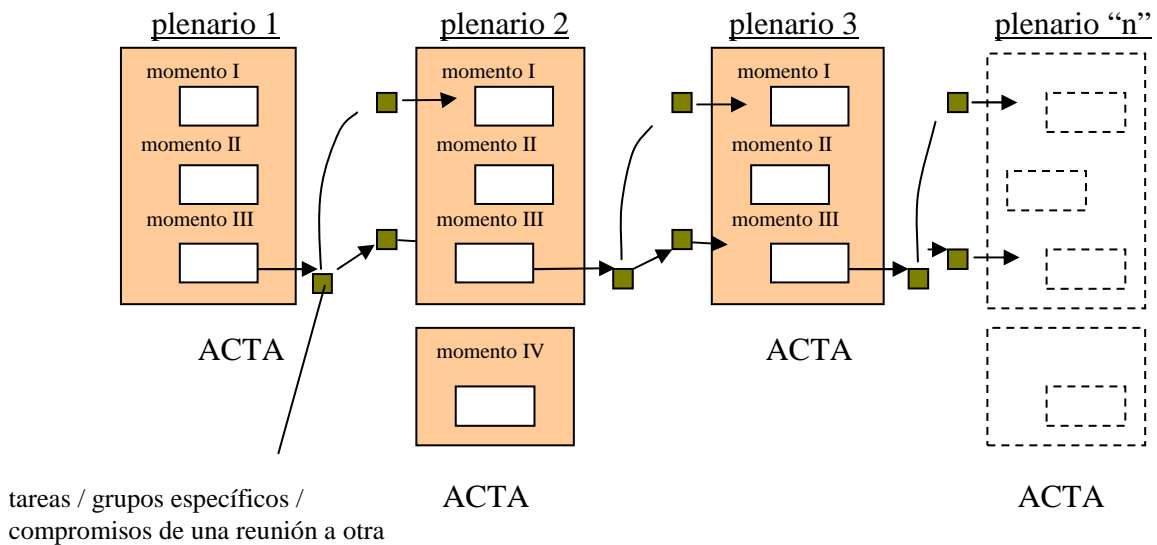 plenario 1
plenario 2
plenario 3
plenario “n”
momento I
momento I
momento I
momento II
momento II
momento II
momento III
momento III
momento III
ACTA
momento IV
ACTA
tareas / grupos específicos /
compromisos de una reunión a otra
ACTA
ACTA